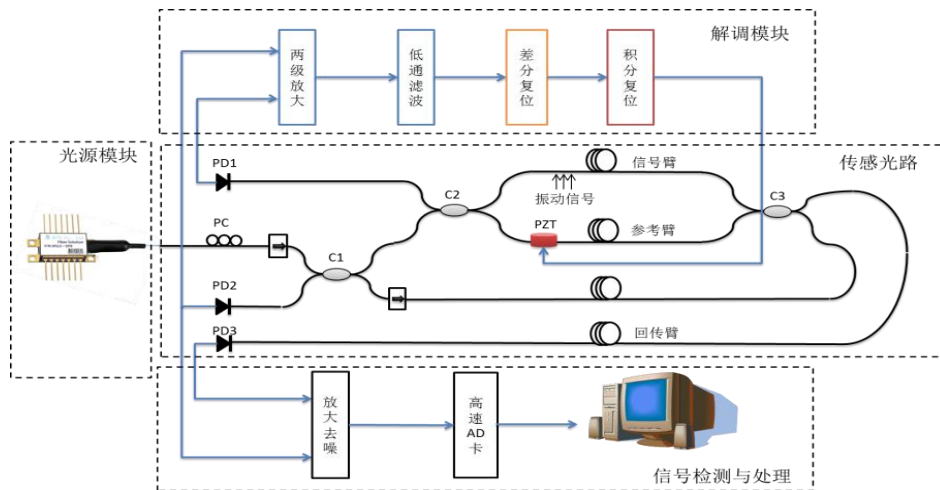 解调模块
两级放大
低通滤波
差分复位
积分复位
光源模块
传感光路
PD1
C2
信号臂
振动信号
C3
PC
PZT
参考臂
C1
PD2
PD3
回传臂
放大去噪
高速AD卡
信号检测与处理